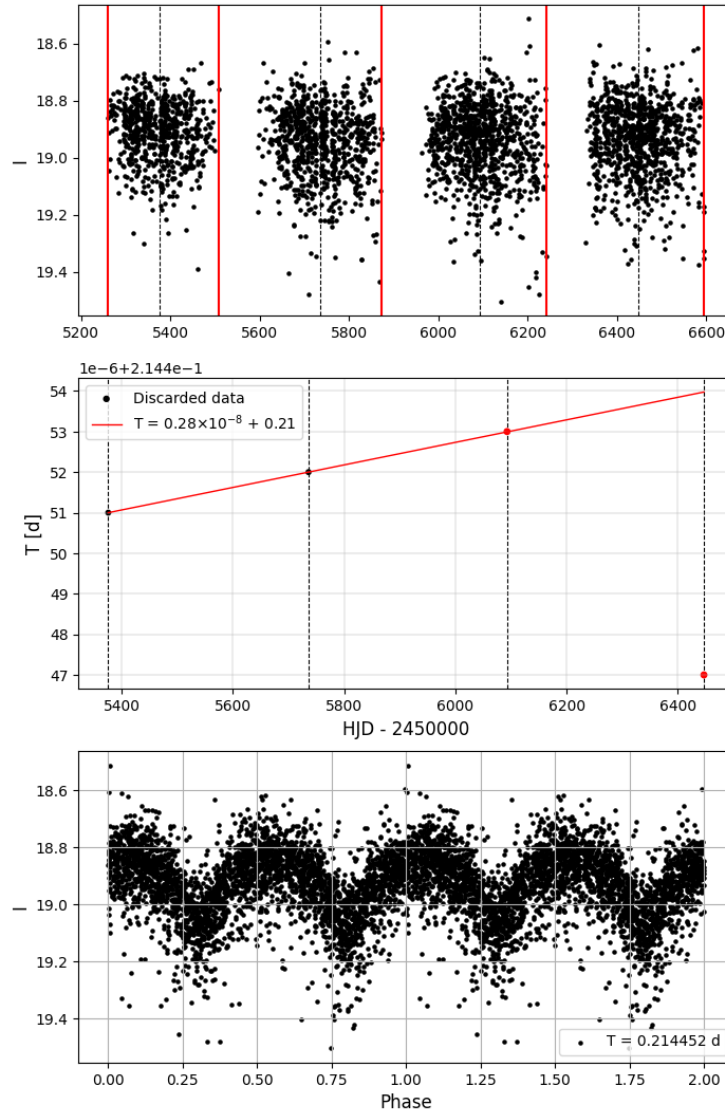 18.6
18.8
19.0
19.2
19.4
I
5200 5400 5600 5800 6000 6200 6400 6600
1e-6+2.144e-1
54
53
52
51
50
49
48
47
T [d]
Discarded data
T = 0.28×10⁻⁸ + 0.21
5400 5600 5800 6000 6200 6400
HJD - 2450000
18.6
18.8
19.0
19.2
19.4
I
T = 0.214452 d
0.00 0.25 0.50 0.75 1.00 1.25 1.50 1.75 2.00
Phase